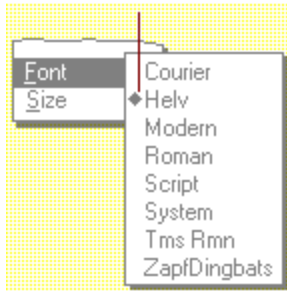 Font
Size
Courier
Helv
Modern
Roman
Script
System
Tms Rmn
ZapfDingbats